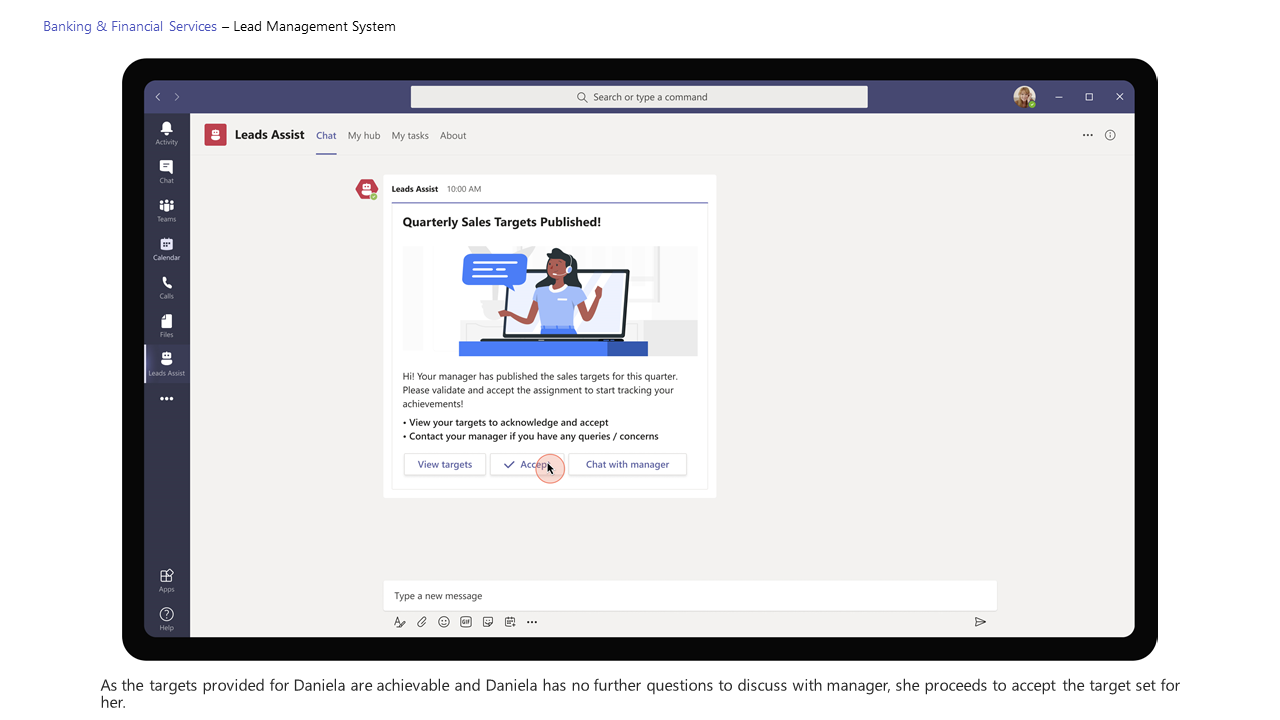 Banking & Financial Services – Lead Management System
Search or type a command
Activity
Chat
Teams
Calendar
Calls
Files
Leads Assist
Apps
Help
Leads Assist Chat My hub My tasks About
Leads Assist 10:00 AM
Quarterly Sales Targets Published!
Hi! Your manager has published the sales targets for this quarter.
Please validate and accept the assignment to start tracking your
achievements!
• View your targets to acknowledge and accept
• Contact your manager if you have any queries / concerns
View targets Accept Chat with manager
Type a new message
GIF
As the targets provided for Daniela are achievable and Daniela has no further questions to discuss with manager, she proceeds to accept the target set for
her.